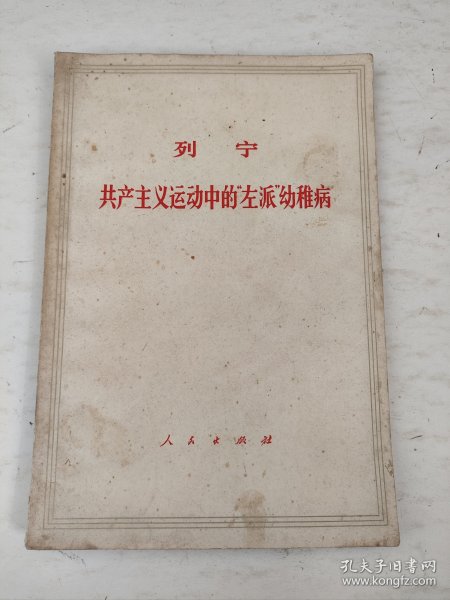 列 宁
共产主义运动中的“左派”幼稚病
人民出版社
孔夫子旧书网
www.kongfz.com